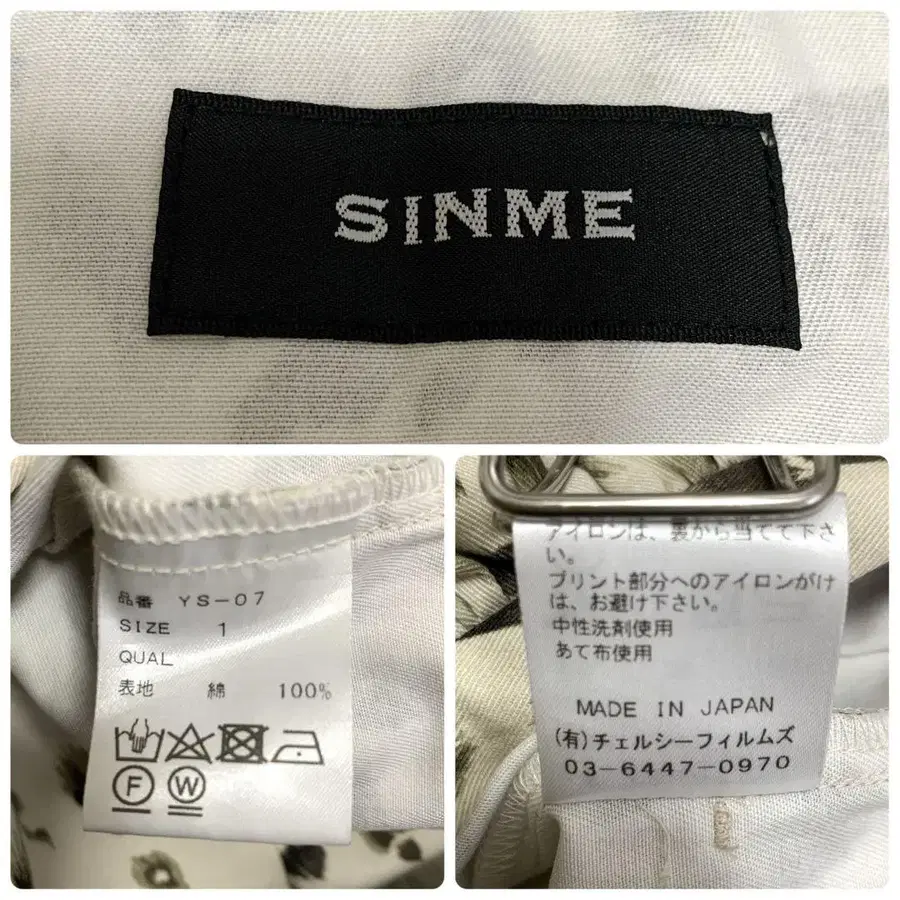 SINME
品番 YS-07
SIZE 1
QUAL
表地 綿 100%
F W
アイロンは、裏から当てて下さ
い。
プリント部分へのアイロンがけ
は、お避け下さい。
中性洗剤使用
あて布使用
MADE IN JAPAN
(有)チェルシーフィルムズ
03-6447-0970